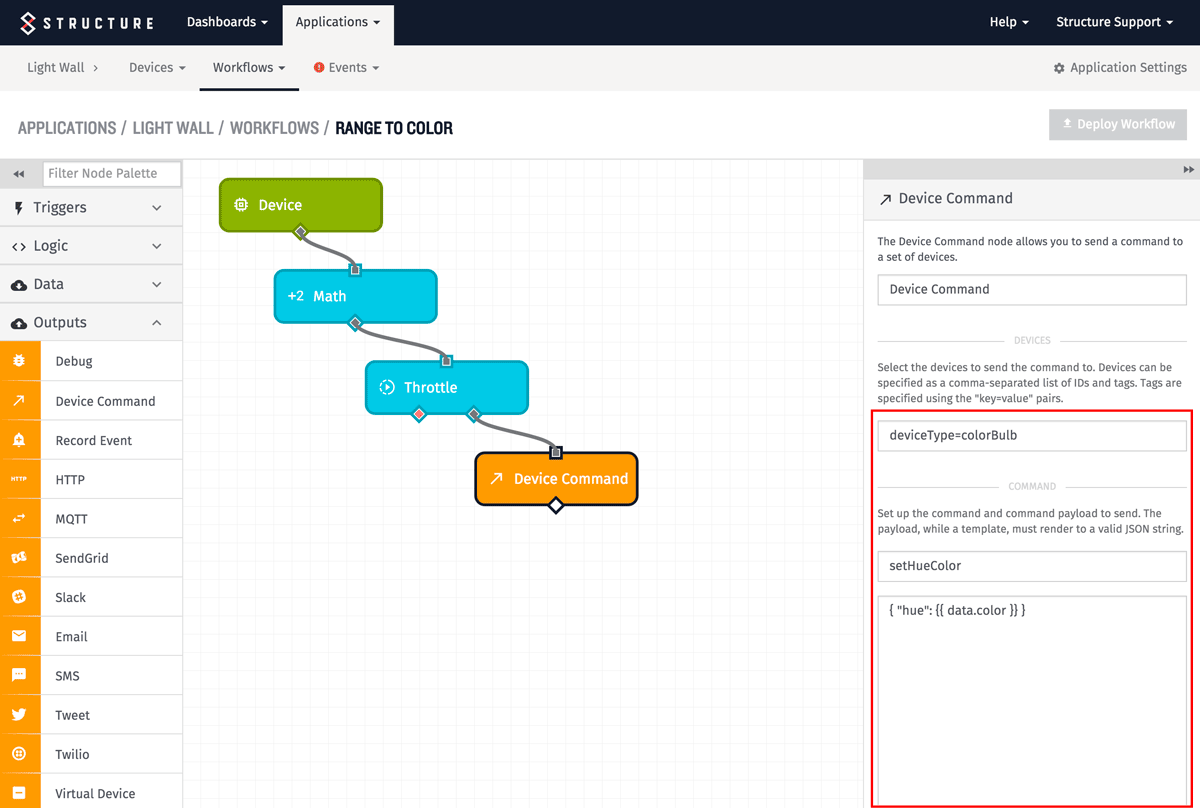 STRUCTURE
Dashboards
Applications
Help
Structure Support
Light Wall
Devices
Workflows
Events
Application Settings
APPLICATIONS / LIGHT WALL / WORKFLOWS / RANGE TO COLOR
Deploy Workflow
Filter Node Palette
Triggers
Logic
Data
Outputs
Debug
Device Command
Record Event
HTTP
HTTP
MQTT
SendGrid
Slack
Email
SMS
Tweet
Twilio
Virtual Device
Device
+2 Math
Throttle
Device Command
Device Command
The Device Command node allows you to send a command to
a set of devices.
Device Command
DEVICES
Select the devices to send the command to. Devices can be
specified as a comma-separated list of IDs and tags. Tags are
specified using the "key=value" pairs.
deviceType=colorBulb
COMMAND
Set up the command and command payload to send. The
payload, while a template, must render to a valid JSON string.
setHueColor
{ "hue": {{ data.color }} }